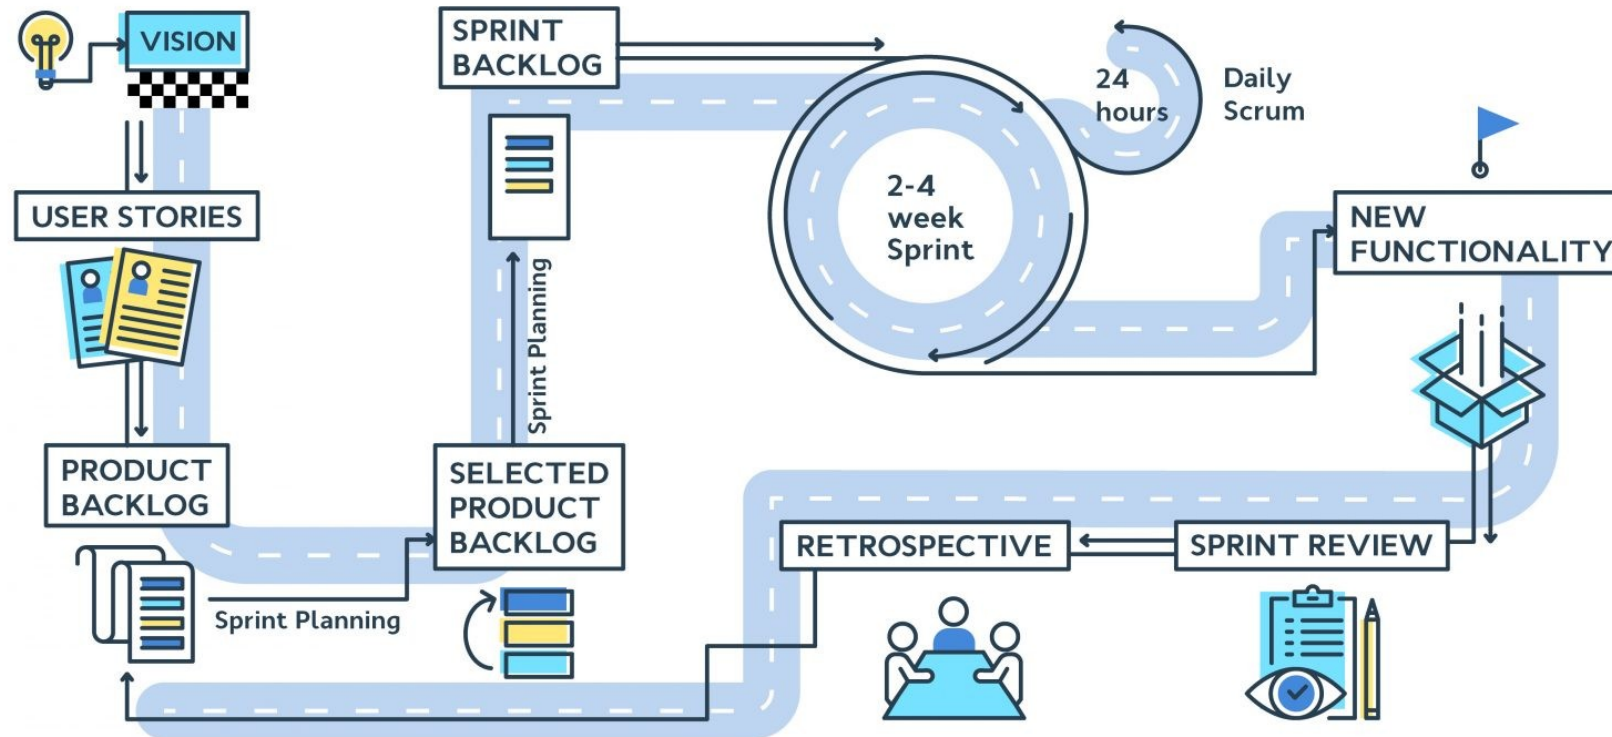 VISION
USER STORIES
PRODUCT
BACKLOG
Sprint Planning
SELECTED
PRODUCT
BACKLOG
Sprint Planning
SPRINT
BACKLOG
2-4
week
Sprint
24
hours
Daily
Scrum
NEW
FUNCTIONALITY
SPRINT REVIEW
RETROSPECTIVE